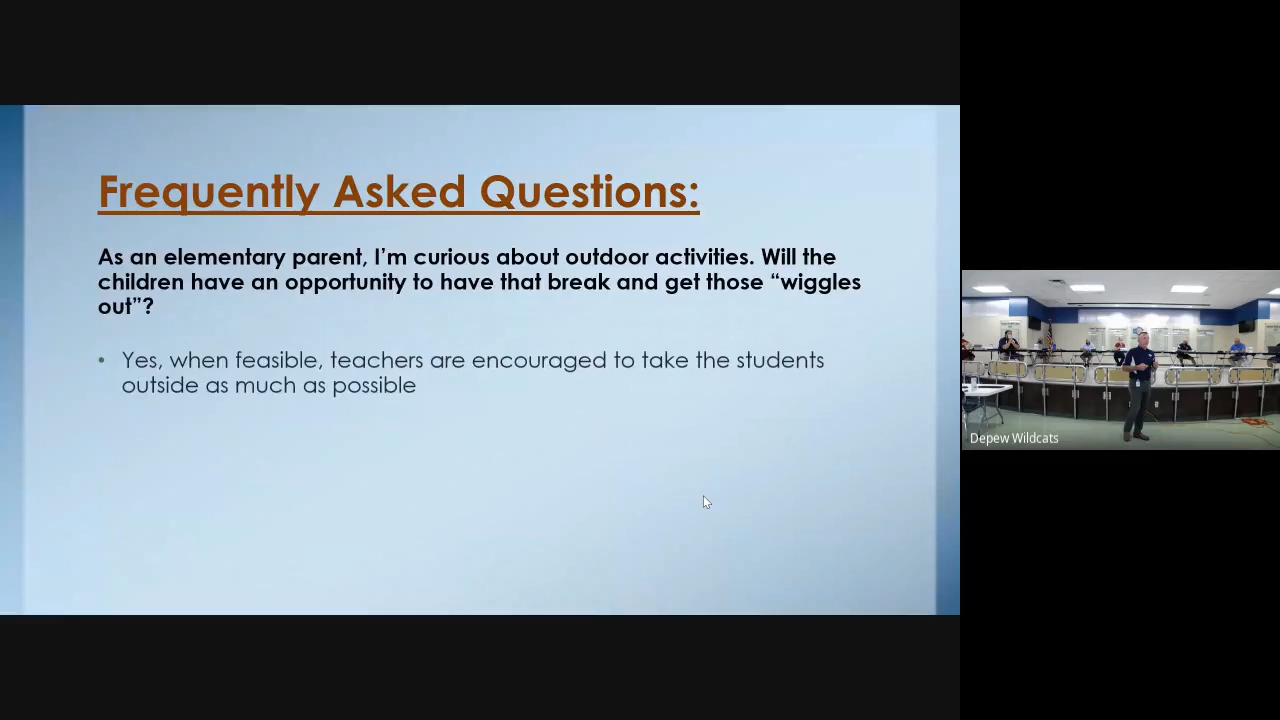 Frequently Asked Questions:
As an elementary parent, I’m curious about outdoor activities. Will the
children have an opportunity to have that break and get those “wiggles
out”?
• Yes, when feasible, teachers are encouraged to take the students
outside as much as possible
Depew Wildcats